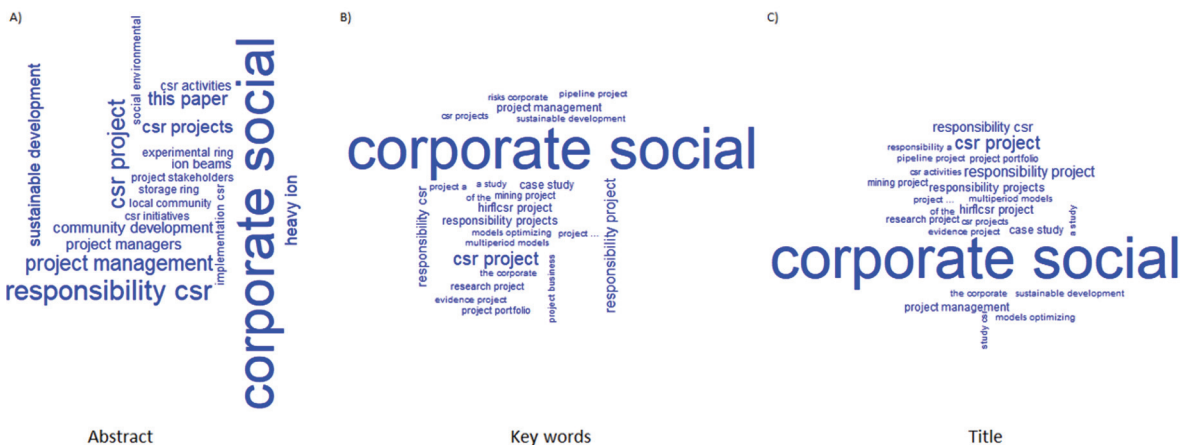 A)
social environmental
sustainable development
csr activities
this paper
csr project
csr projects
experimental ring
ion beams
project stakeholders
storage ring
local community
csr initiatives
community development
project managers
implementation csr
project management
responsibility csr
corporate social
heavy ion
Abstract
B)
risks corporate
pipeline project
project management
csr projects
sustainable development
corporate social
responsibility csr
project a
a study
case study
of the
mining project
hirflcsr project
responsibility projects
models optimizing
project ...
multiperiod models
csr project
the corporate
research project
evidence project
project portfolio
project business
responsibility project
Key words
C)
responsibility csr
responsibility a
csr project
pipeline project
project portfolio
csr activities
responsibility project
mining project
responsibility projects
project ...
multiperiod models
of the
hirflcsr project
research project
csr projects
evidence project
case study
a study
corporate social
the corporate
sustainable development
project management
study csr
models optimizing
Title